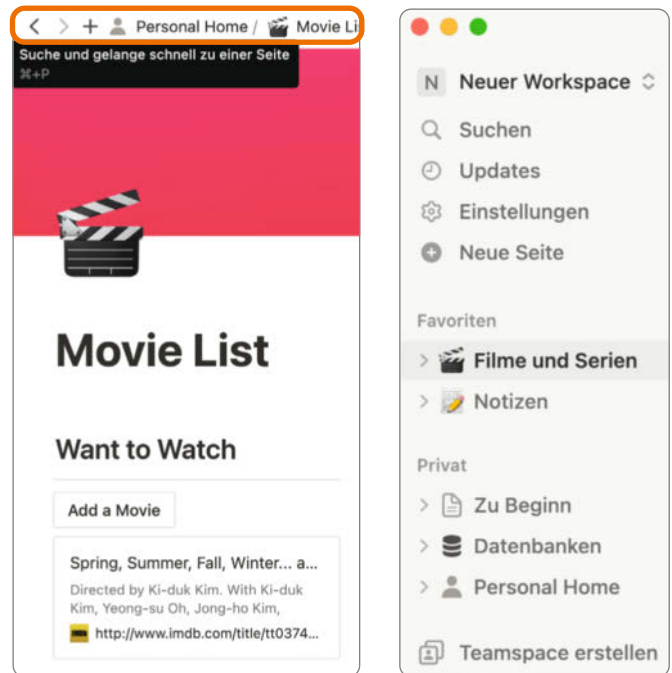 Personal Home / Movie Li
Suche und gelange schnell zu einer Seite
⌘+P
Movie List
Want to Watch
Add a Movie
Spring, Summer, Fall, Winter... a...
Directed by Ki-duk Kim. With Ki-duk
Kim, Yeong-su Oh, Jong-ho Kim,
http://www.imdb.com/title/tt0374...
N Neuer Workspace
Suchen
Updates
Einstellungen
Neue Seite
Favoriten
Filme und Serien
Notizen
Privat
Zu Beginn
Datenbanken
Personal Home
Teamspace erstellen